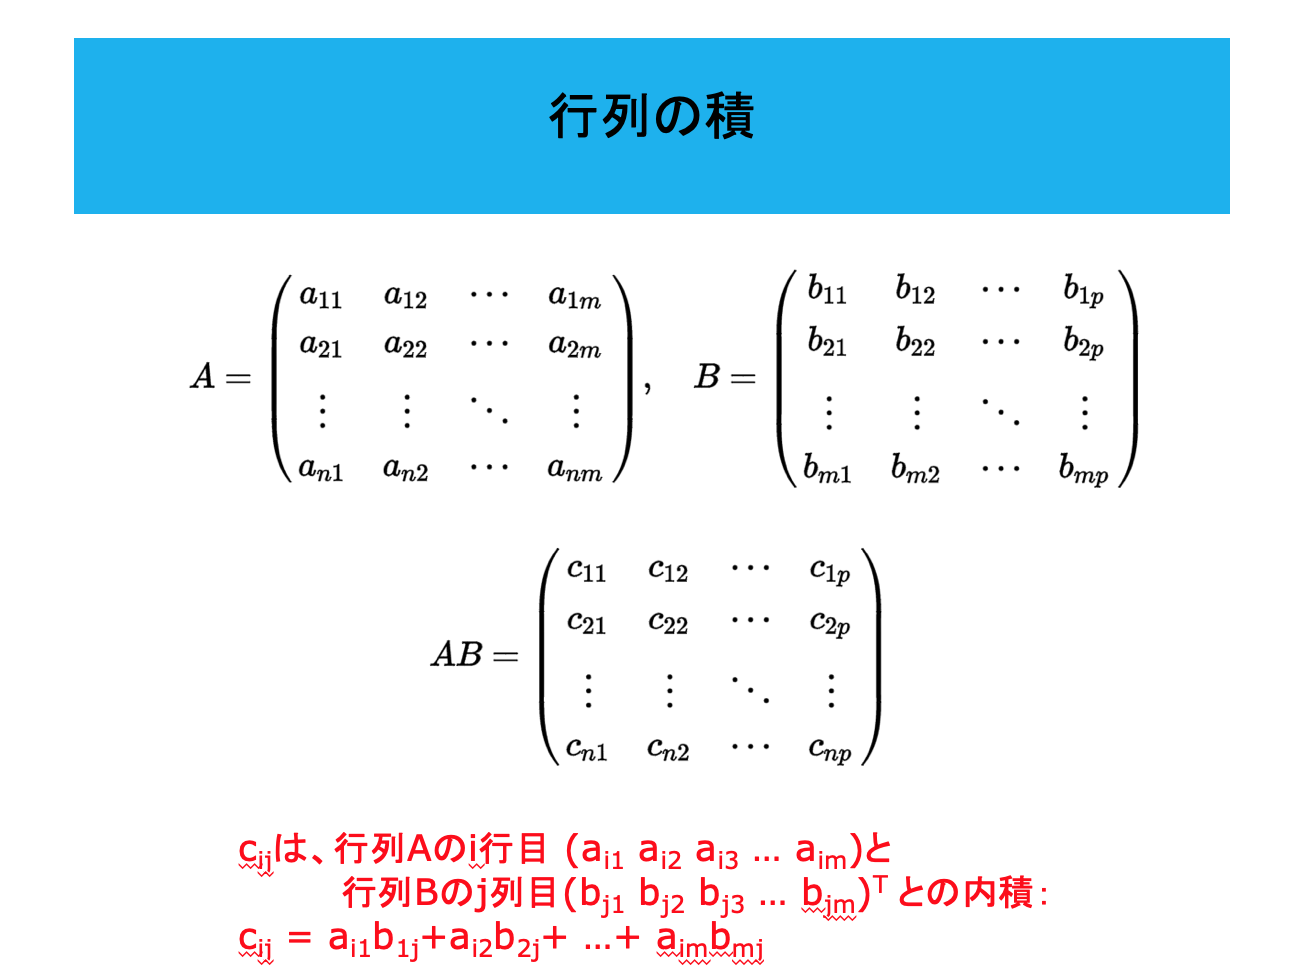 行列の積
A = \begin{pmatrix} a_{11} & a_{12} & \cdots & a_{1m} \\ a_{21} & a_{22} & \cdots & a_{2m} \\ \vdots & \vdots & \ddots & \vdots \\ a_{n1} & a_{n2} & \cdots & a_{nm} \end{pmatrix}, B = \begin{pmatrix} b_{11} & b_{12} & \cdots & b_{1p} \\ b_{21} & b_{22} & \cdots & b_{2p} \\ \vdots & \vdots & \ddots & \vdots \\ b_{m1} & b_{m2} & \cdots & b_{mp} \end{pmatrix}
AB = \begin{pmatrix} c_{11} & c_{12} & \cdots & c_{1p} \\ c_{21} & c_{22} & \cdots & c_{2p} \\ \vdots & \vdots & \ddots & \vdots \\ c_{n1} & c_{n2} & \cdots & c_{np} \end{pmatrix}
c_{ij}は、行列Aのi行目 (a_{i1} a_{i2} a_{i3} … a_{im})と
行列Bのj列目(b_{j1} b_{j2} b_{j3} … b_{jm})^T との内積:
c_{ij} = a_{i1}b_{1j}+a_{i2}b_{2j}+ …+ a_{im}b_{mj}